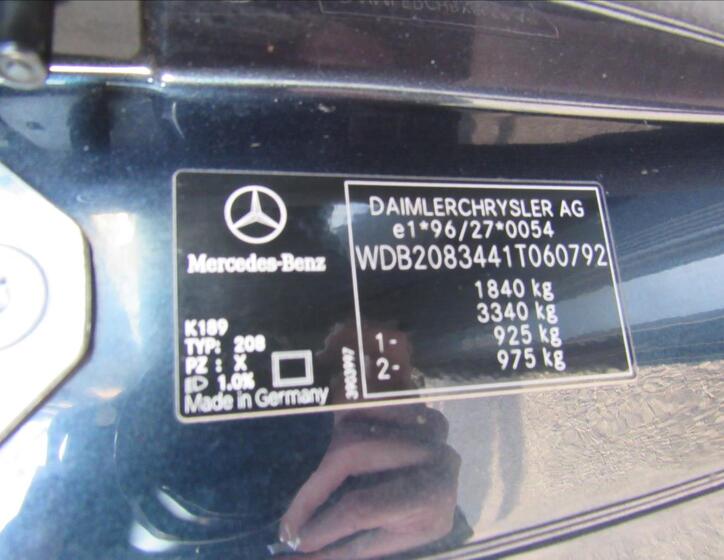 Mercedes-Benz
K189
TYP: 208
PZ : X
1.0%
Made in Germany
3903997
DAIMLERCHRYSLER AG
e1*96/27*0054
WDB2083441T060792
1840 kg
3340 kg
1- 925 kg
2- 975 kg